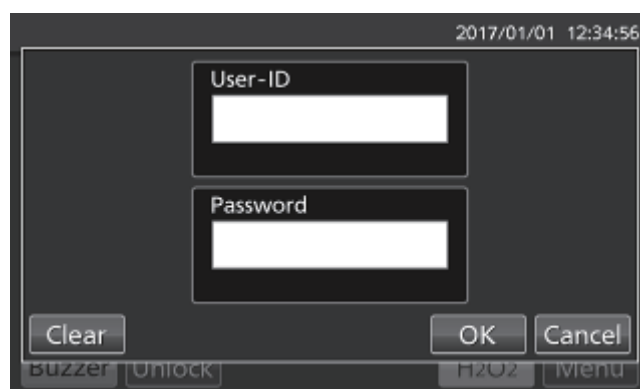 2017/01/01 12:34:56
User-ID
Password
Clear OK Cancel
Buzzer Unlock H2O2 Menu